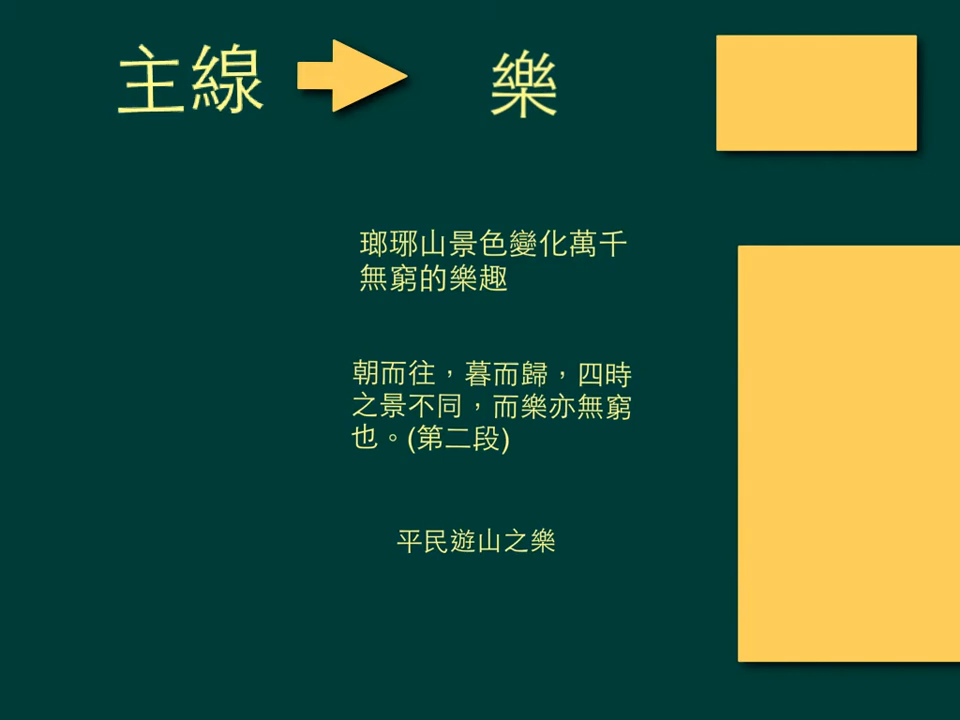 主線
樂
瑯琊山景色變化萬千
無窮的樂趣
朝而往，暮而歸，四時
之景不同，而樂亦無窮
也。(第二段)
平民遊山之樂